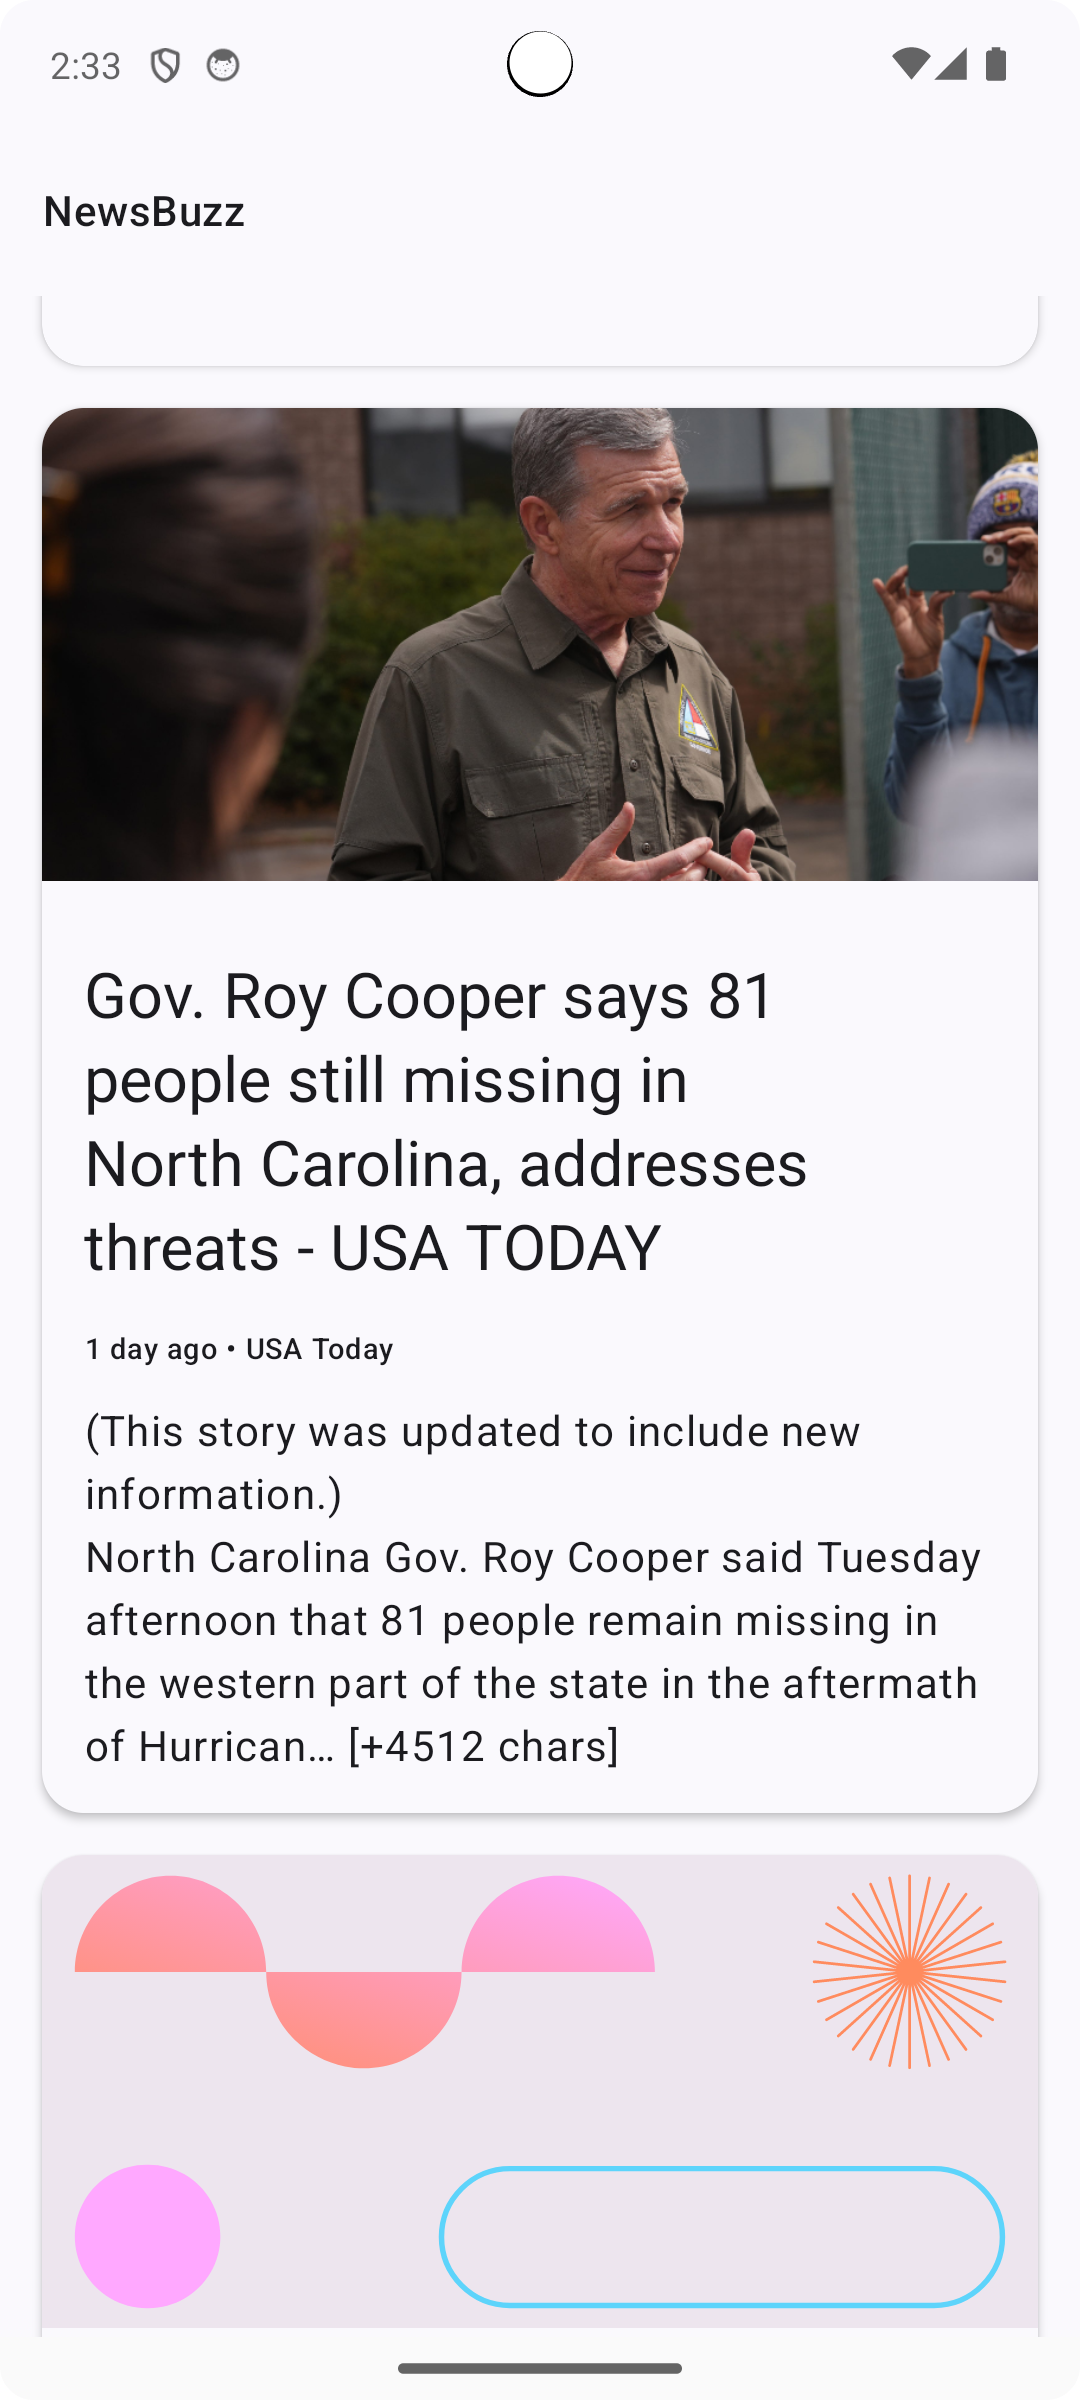 2:33
NewsBuzz
Gov. Roy Cooper says 81
people still missing in
North Carolina, addresses
threats - USA TODAY
1 day ago • USA Today
(This story was updated to include new
information.)
North Carolina Gov. Roy Cooper said Tuesday
afternoon that 81 people remain missing in
the western part of the state in the aftermath
of Hurrican… [+4512 chars]